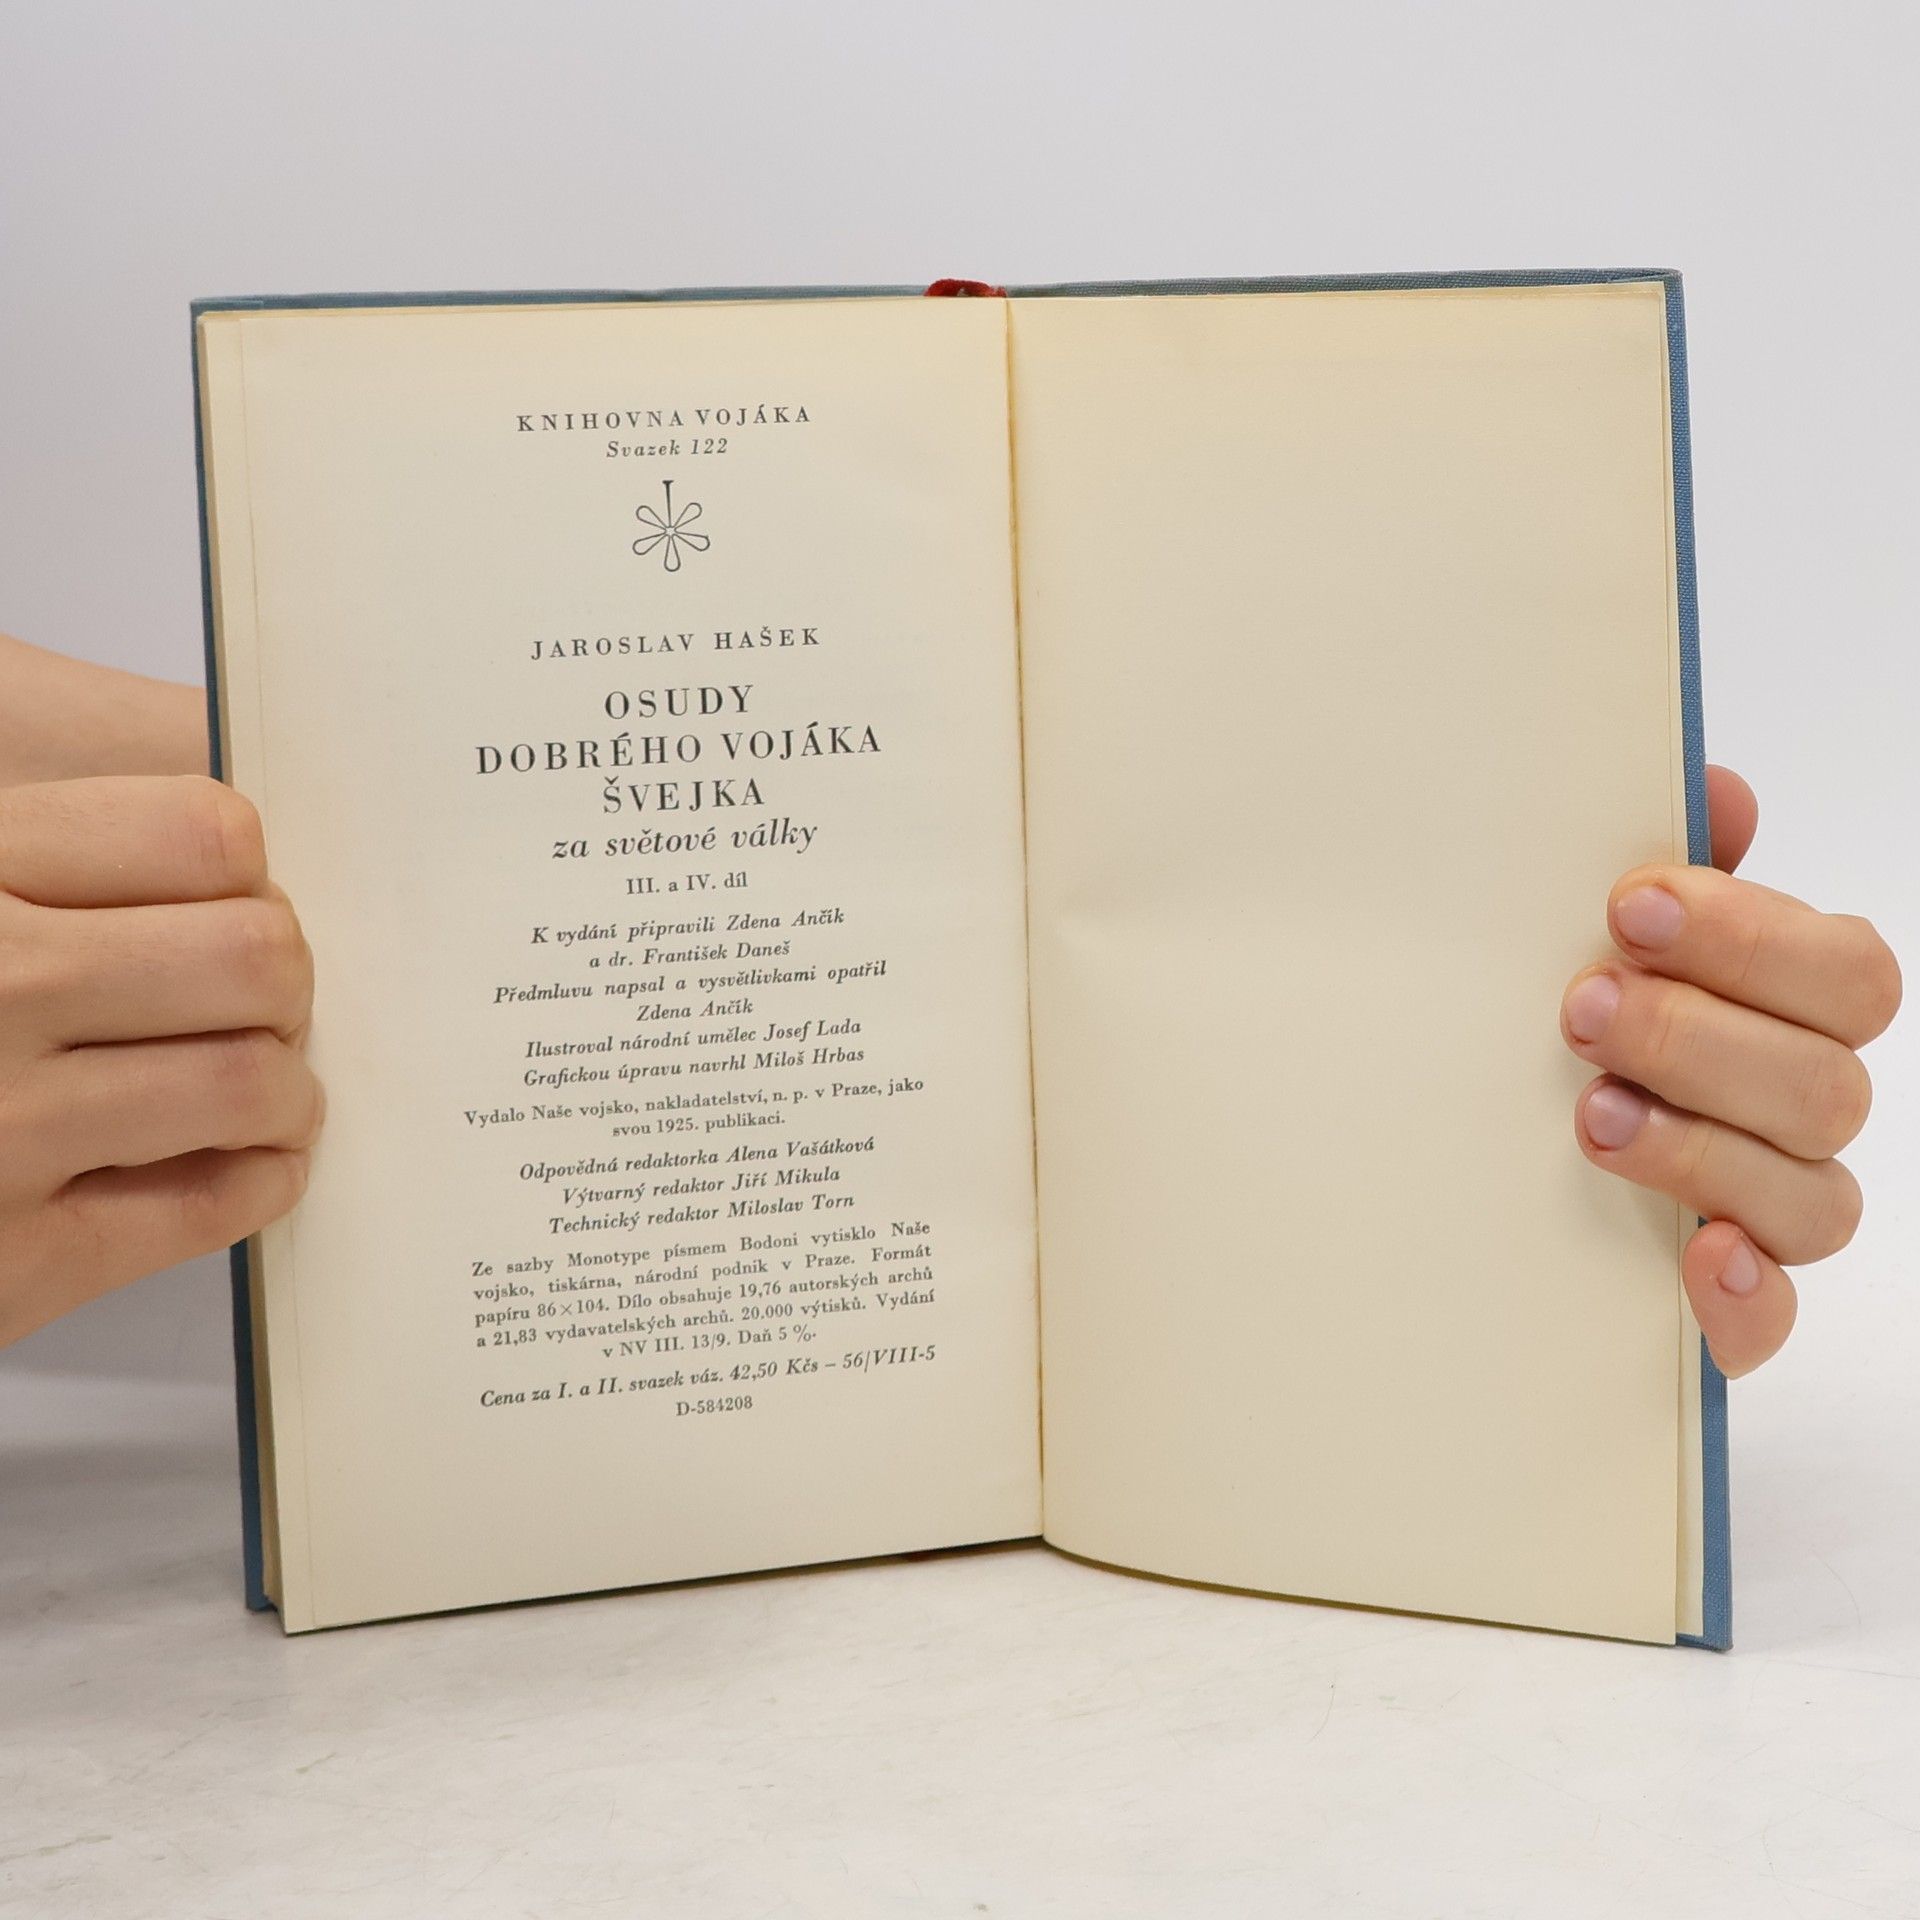 KNIHOVNA VOJÁKA
Svazek 122
JAROSLAV HAŠEK
OSUDY
DOBRÉHO VOJÁKA
ŠVEJKA
za světové války
III. a IV. díl
K vydání připravili Zdena Ančík
a dr. František Daneš
Předmluvu napsal a vysvětlivkami opatřil
Zdena Ančík
Ilustroval národní umělec Josef Lada
Grafickou úpravu navrhl Miloš Hrbas
Vydalo Naše vojsko, nakladatelství, n. p. v Praze, jako
svou 1925. publikaci.
Odpovědná redaktorka Alena Vašátková
Výtvarný redaktor Jiří Mikula
Technický redaktor Miloslav Torn
Ze sazby Monotype písmem Bodoni vytisklo Naše
vojsko, tiskárna, národní podnik v Praze. Formát
papíru 86×104. Dílo obsahuje 19,76 autorských archů
a 21,83 vydavatelských archů. 20.000 výtisků. Vydání
v NV III. 13/9. Daň 5 %.
Cena za I. a II. svazek váz. 42,50 Kčs – 56/VIII-5
D-584208